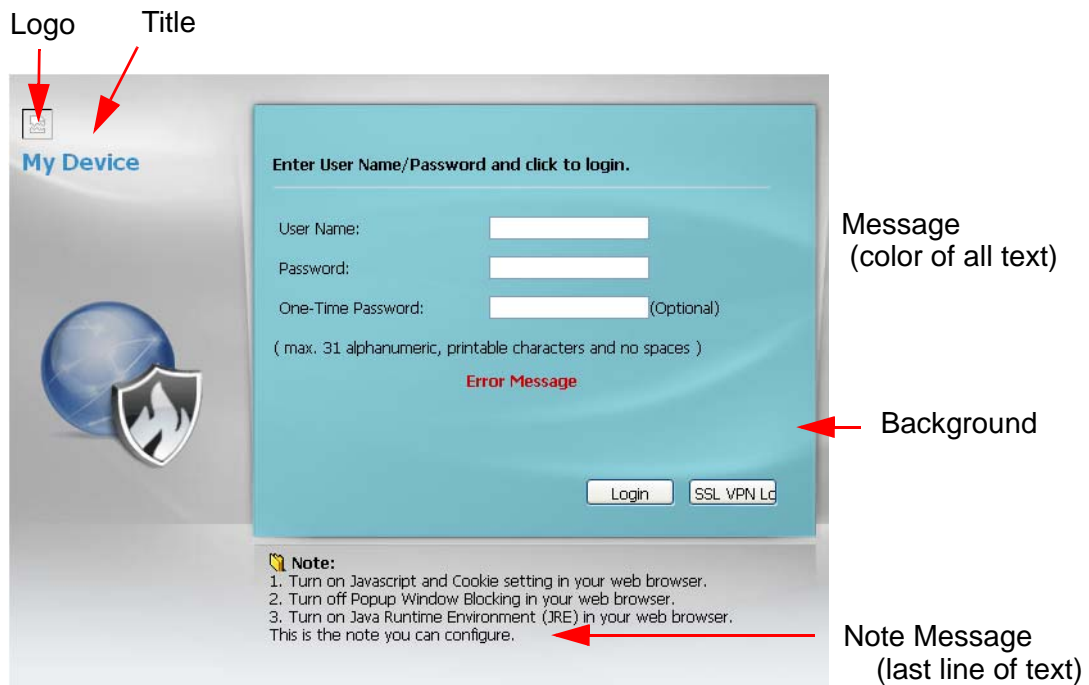 Logo
Title
My Device
Enter User Name/Password and click to login.
User Name:
Message
(color of all text)
Password:
One-Time Password:
(Optional)
( max. 31 alphanumeric, printable characters and no spaces )
Error Message
Background
Login
SSL VPN Lo
Note:
1. Turn on Javascript and Cookie setting in your web browser.
2. Turn off Popup Window Blocking in your web browser.
3. Turn on Java Runtime Environment (JRE) in your web browser.
This is the note you can configure.
Note Message
(last line of text)